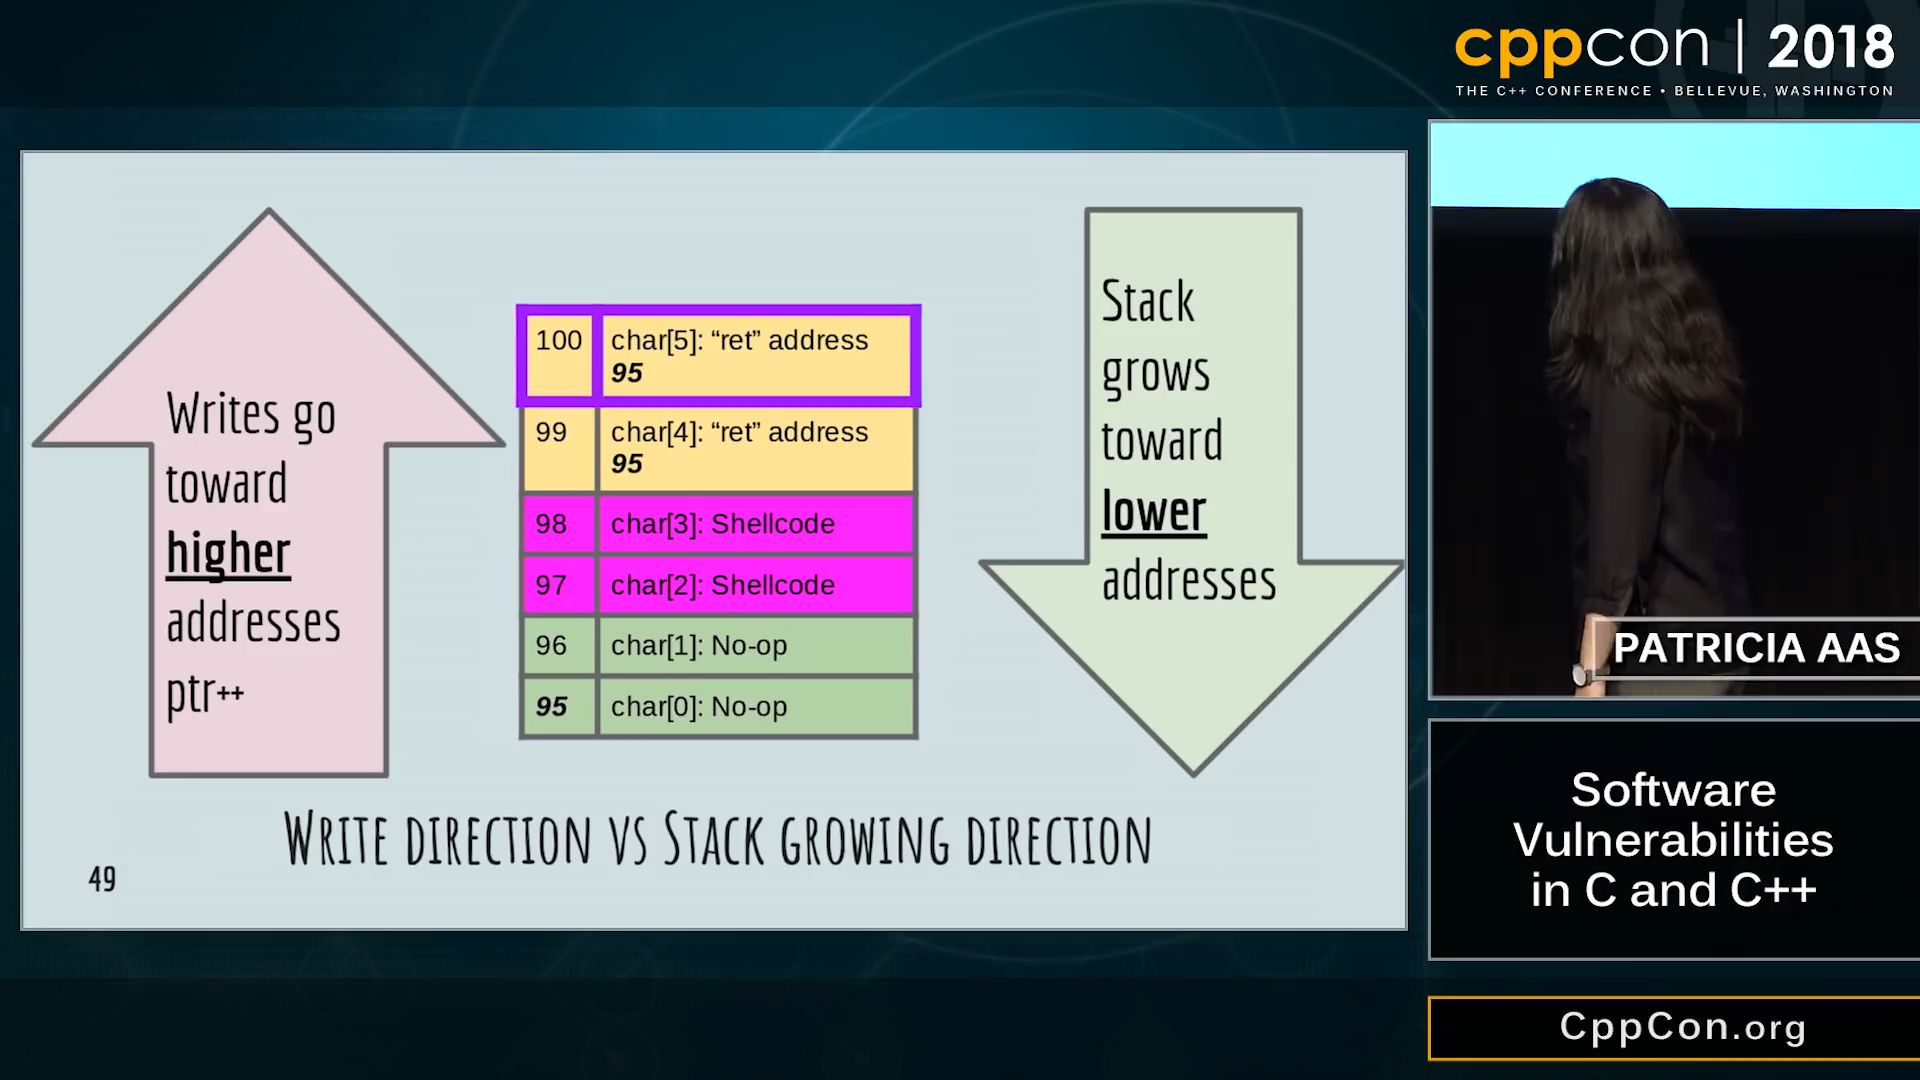 cppcon | 2018
THE C++ CONFERENCE • BELLEVUE, WASHINGTON
Writes go
toward
higher
addresses
ptr++
100 char[5]: “ret” address
95
99 char[4]: “ret” address
95
98 char[3]: Shellcode
97 char[2]: Shellcode
96 char[1]: No-op
95 char[0]: No-op
Stack
grows
toward
lower
addresses
WRITE DIRECTION VS STACK GROWING DIRECTION
49
PATRICIA AAS
Software
Vulnerabilities
in C and C++
CppCon.org